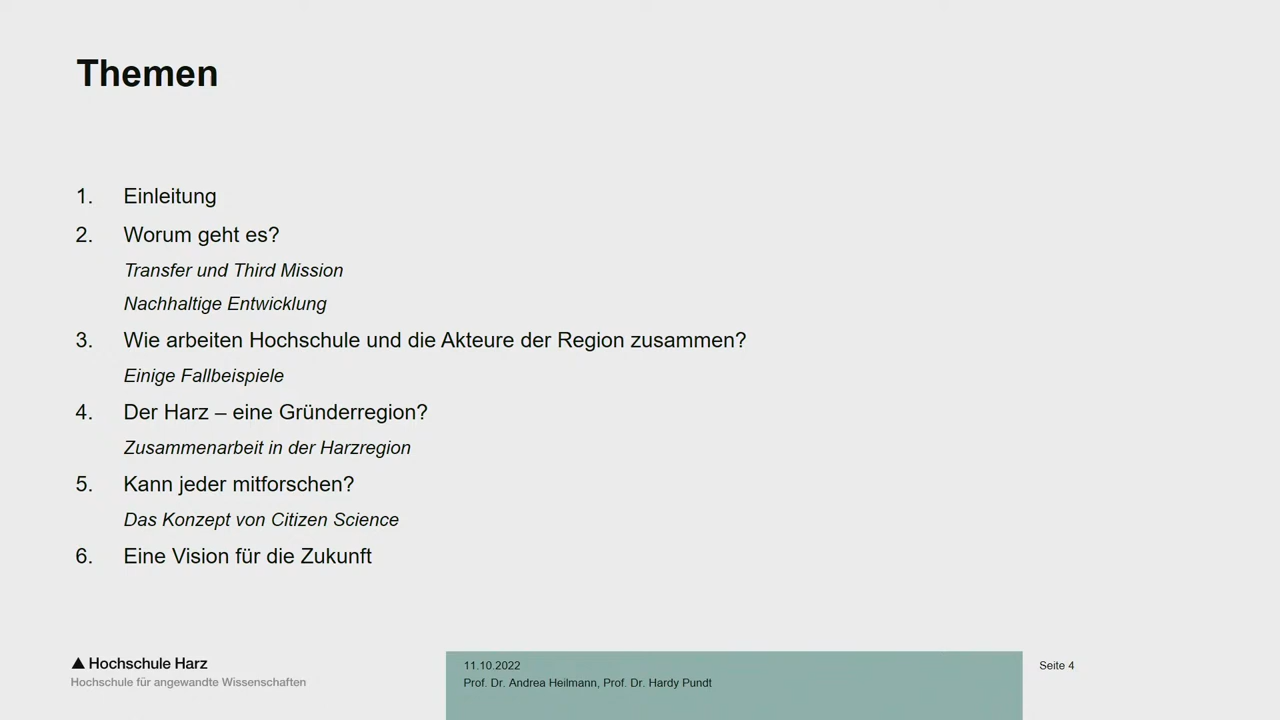 Themen
1. Einleitung
2. Worum geht es?
Transfer und Third Mission
Nachhaltige Entwicklung
3. Wie arbeiten Hochschule und die Akteure der Region zusammen?
Einige Fallbeispiele
4. Der Harz – eine Gründerregion?
Zusammenarbeit in der Harzregion
5. Kann jeder mitforschen?
Das Konzept von Citizen Science
6. Eine Vision für die Zukunft
Hochschule Harz
Hochschule für angewandte Wissenschaften
11.10.2022
Prof. Dr. Andrea Heilmann, Prof. Dr. Hardy Pundt
Seite 4